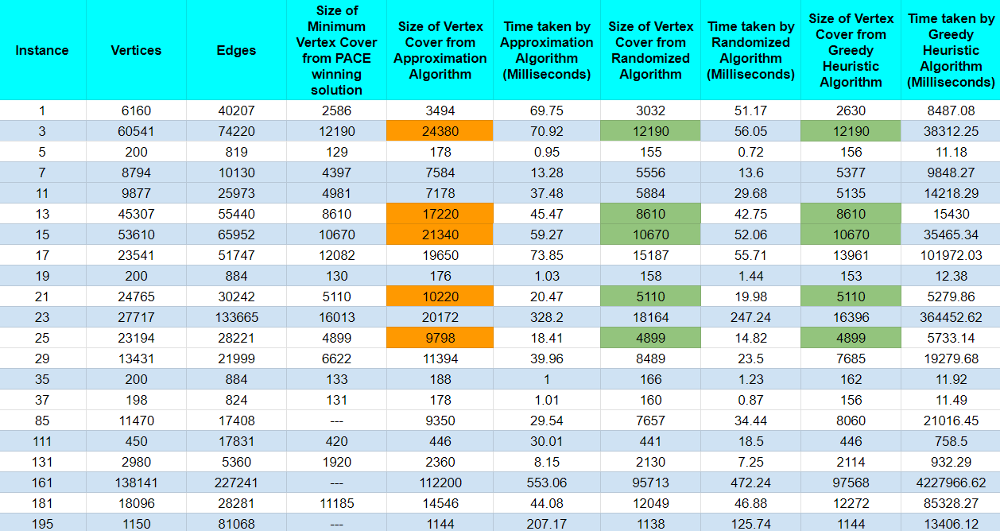 Instance Vertices Edges Size of Minimum Vertex Cover from PACE winning solution Size of Vertex Cover from Approximation Algorithm Time taken by Approximation Algorithm (Milliseconds) Size of Vertex Cover from Randomized Algorithm Time taken by Randomized Algorithm (Milliseconds) Size of Vertex Cover from Greedy Heuristic Algorithm Time taken by Greedy Heuristic Algorithm (Milliseconds)
1 6160 40207 2586 3494 69.75 3032 51.17 2630 8487.08
3 60541 74220 12190 24380 70.92 12190 56.05 12190 38312.25
5 200 819 129 178 0.95 155 0.72 156 11.18
7 8794 10130 4397 7584 13.28 5556 13.6 5377 9848.27
11 9877 25973 4981 7178 37.48 5884 29.68 5135 14218.29
13 45307 55440 8610 17220 45.47 8610 42.75 8610 15430
15 53610 65952 10670 21340 59.27 10670 52.06 10670 35465.34
17 23541 51747 12082 19650 73.85 15187 55.71 13961 101972.03
19 200 884 130 176 1.03 158 1.44 153 12.38
21 24765 30242 5110 10220 20.47 5110 19.98 5110 5279.86
23 27717 133665 16013 20172 328.2 18164 247.24 16396 364452.62
25 23194 28221 4899 9798 18.41 4899 14.82 4899 5733.14
29 13431 21999 6622 11394 39.96 8489 23.5 7685 19279.68
35 200 884 133 188 1 166 1.23 162 11.92
37 198 824 131 178 1.01 160 0.87 156 11.49
85 11470 17408 --- 9350 29.54 7657 34.44 8060 21016.45
111 450 17831 420 446 30.01 441 18.5 446 758.5
131 2980 5360 1920 2360 8.15 2130 7.25 2114 932.29
161 138141 227241 --- 112200 553.06 95713 472.24 97568 4227966.62
181 18096 28281 11185 14546 44.08 12049 46.88 12272 85328.27
195 1150 81068 --- 1144 207.17 1138 125.74 1144 13406.12